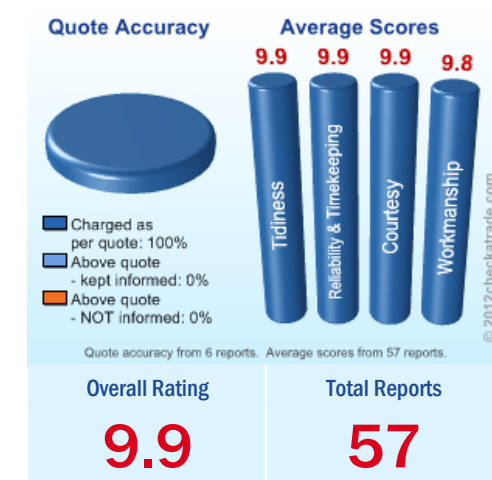 Quote Accuracy
Average Scores
9.9 9.9 9.9 9.8
Tidiness
Reliability & Timekeeping
Courtesy
Workmanship
Charged as
per quote: 100%
Above quote
- kept informed: 0%
Above quote
- NOT informed: 0%
© 2012checkatrade.com
Quote accuracy from 6 reports. Average scores from 57 reports.
Overall Rating
9.9
Total Reports
57